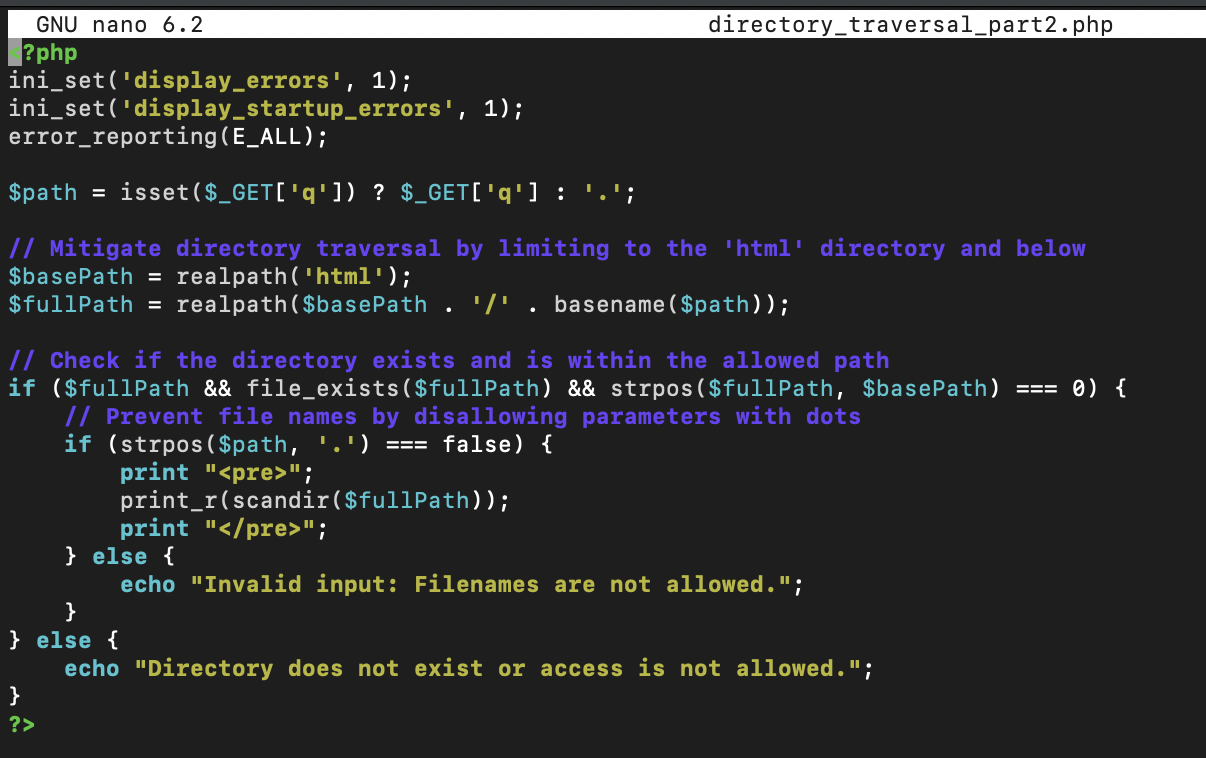 GNU nano 6.2 directory_traversal_part2.php
<?php
ini_set('display_errors', 1);
ini_set('display_startup_errors', 1);
error_reporting(E_ALL);

$path = isset($_GET['q']) ? $_GET['q'] : '.';

// Mitigate directory traversal by limiting to the 'html' directory and below
$basePath = realpath('html');
$fullPath = realpath($basePath . '/' . basename($path));

// Check if the directory exists and is within the allowed path
if ($fullPath && file_exists($fullPath) && strpos($fullPath, $basePath) === 0) {
    // Prevent file names by disallowing parameters with dots
    if (strpos($path, '.') === false) {
        print "<pre>";
        print_r(scandir($fullPath));
        print "</pre>";
    } else {
        echo "Invalid input: Filenames are not allowed.";
    }
} else {
    echo "Directory does not exist or access is not allowed.";
}
?>